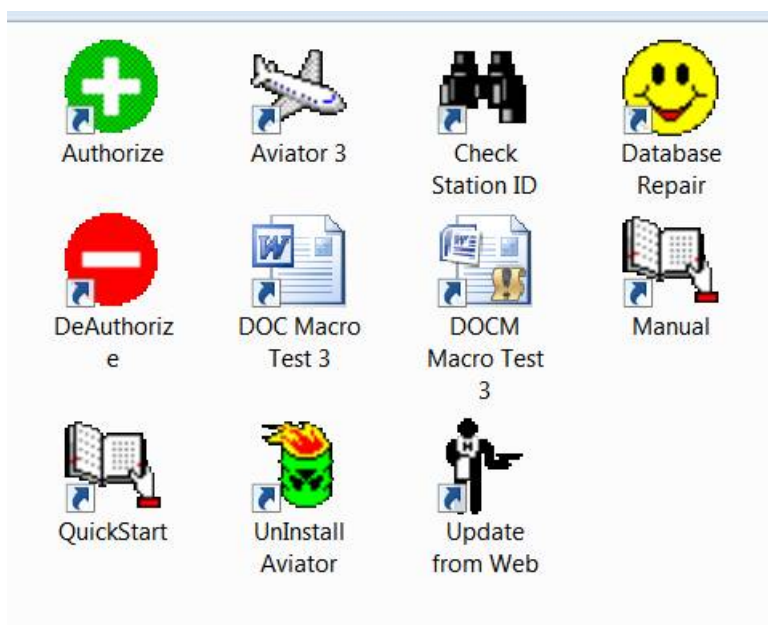 Authorize
Aviator 3
Check
Station ID
Database
Repair
DeAuthoriz
e
DOC Macro
Test 3
DOCM
Macro Test
3
Manual
QuickStart
UnInstall
Aviator
Update
from Web